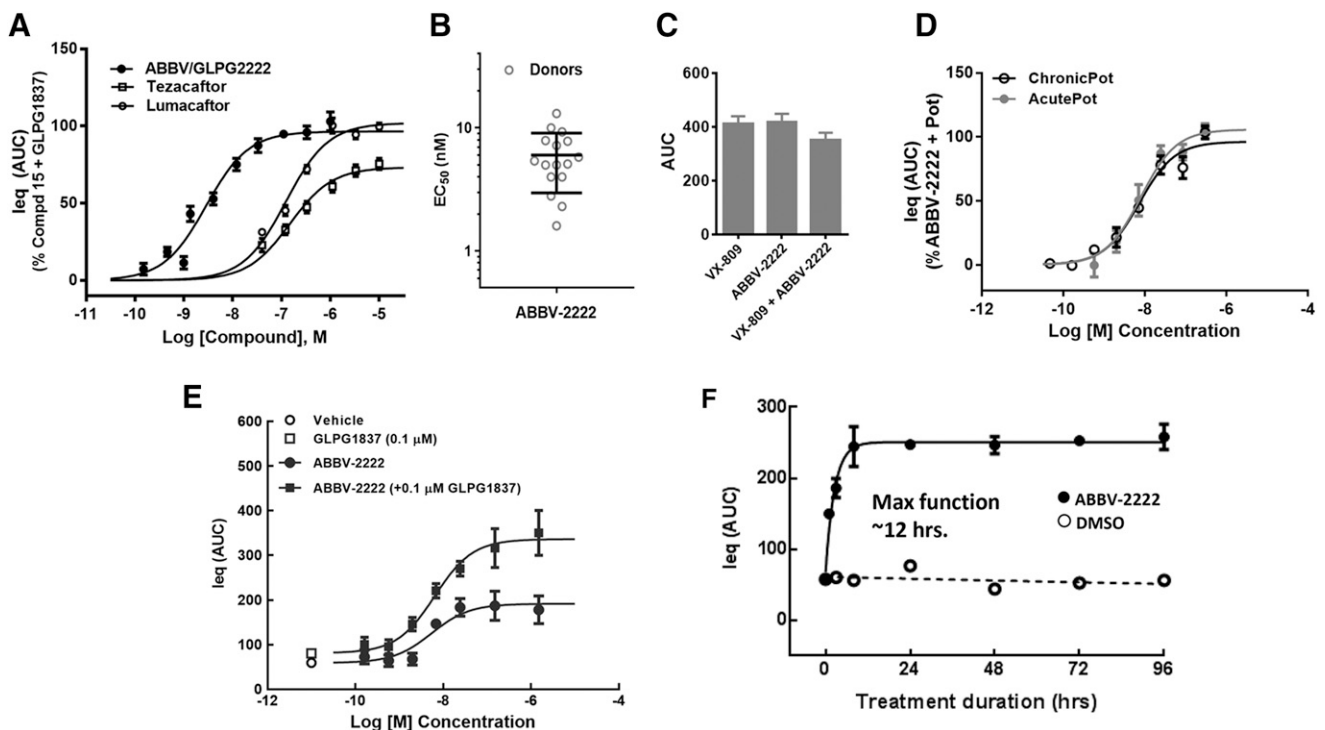 A
Ieq (AUC)
(% Compd 15 + GLPG1837)
150
100
50
0
ABBV/GLPG2222
Tezacaftor
Lumacaftor
-11 -10 -9 -8 -7 -6 -5
Log [Compound], M
B
EC50 (nM)
10
1
Donors
ABBV-2222
C
AUC
600
400
200
0
VX-809
ABBV-2222
VX-809 + ABBV-2222
D
Ieq (AUC)
(% ABBV-2222 + Pot)
150
100
50
0
ChronicPot
AcutePot
-10 -8 -6 -4
Log [M] Concentration
E
Ieq (AUC)
600
500
400
300
200
100
0
Vehicle
GLPG1837 (0.1 μM)
ABBV-2222
ABBV-2222 (+0.1 μM GLPG1837)
-12 -10 -8 -6 -4
Log [M] Concentration
F
Ieq (AUC)
300
200
100
0
Max function
~12 hrs.
ABBV-2222
DMSO
0 24 48 72 96
Treatment duration (hrs)